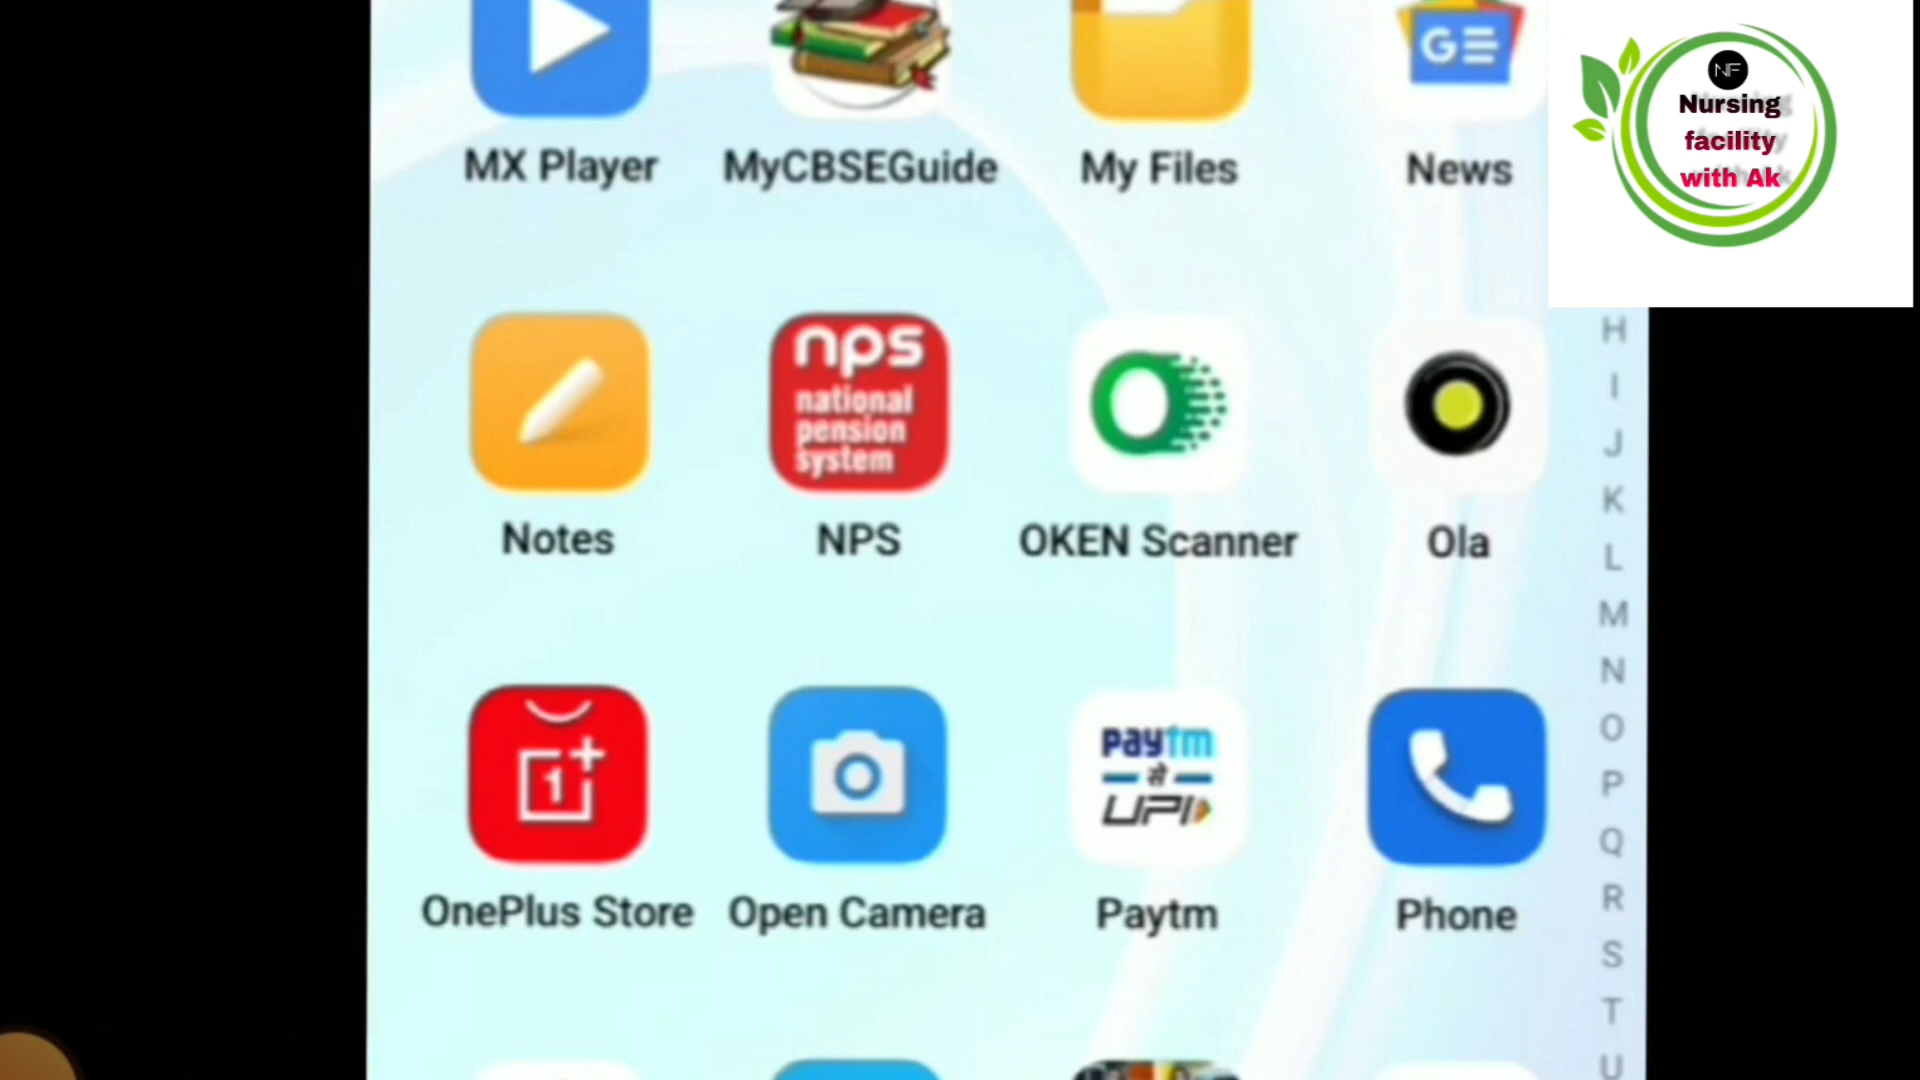 MX Player
MyCBSEGuide
My Files
News
G
NF
Nursing
facility
with Ak
nps
national
pension
system
Notes
NPS
OKEN Scanner
Ola
1+
paytm
से
UPI
OnePlus Store
Open Camera
Paytm
Phone
H
I
J
K
L
M
N
O
P
Q
R
S
T
U